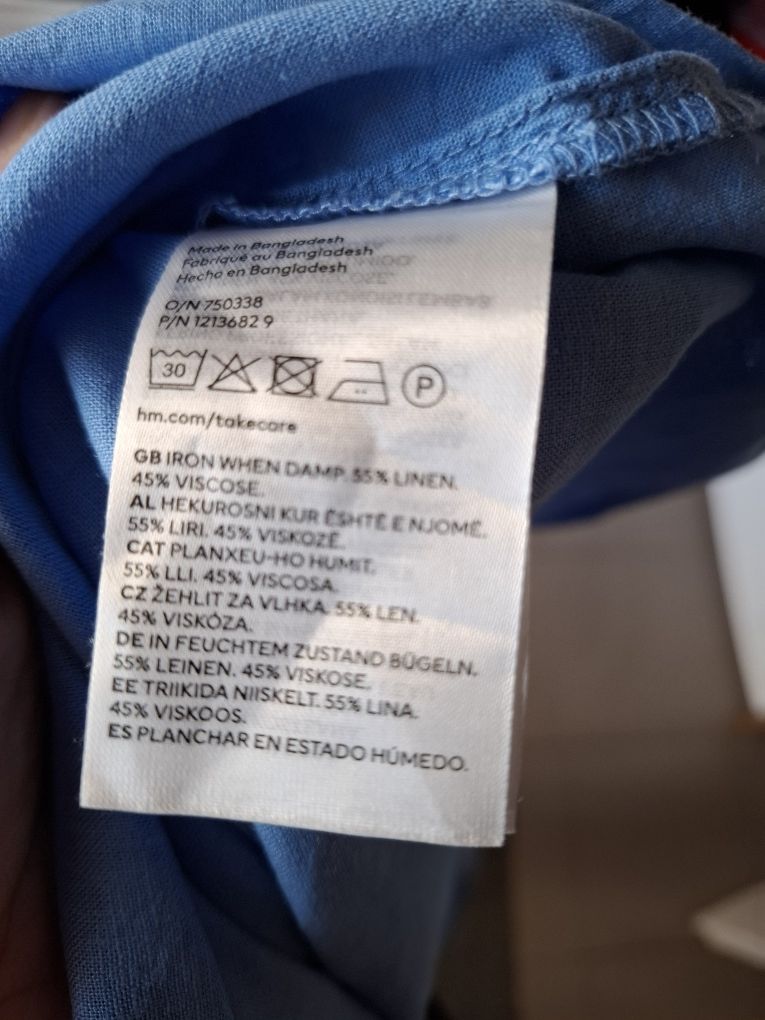 Made in Bangladesh
Fabriqué au Bangladesh
Hecho en Bangladesh
O/N 750338
P/N 1213682 9
30
P
hm.com/takecare
GB IRON WHEN DAMP. 55% LINEN.
45% VISCOSE.
AL HEKUROSNI KUR ËSHTË E NJOMË.
55% LIRI. 45% VISKOZË.
CAT PLANXEU-HO HUMIT.
55% LLI. 45% VISCOSA.
CZ ŽEHLIT ZA VLHKA. 55% LEN.
45% VISKÓZA.
DE IN FEUCHTEM ZUSTAND BÜGELN.
55% LEINEN. 45% VISKOSE.
EE TRIIKIDA NIISKELT. 55% LINA.
45% VISKOOS.
ES PLANCHAR EN ESTADO HÚMEDO.